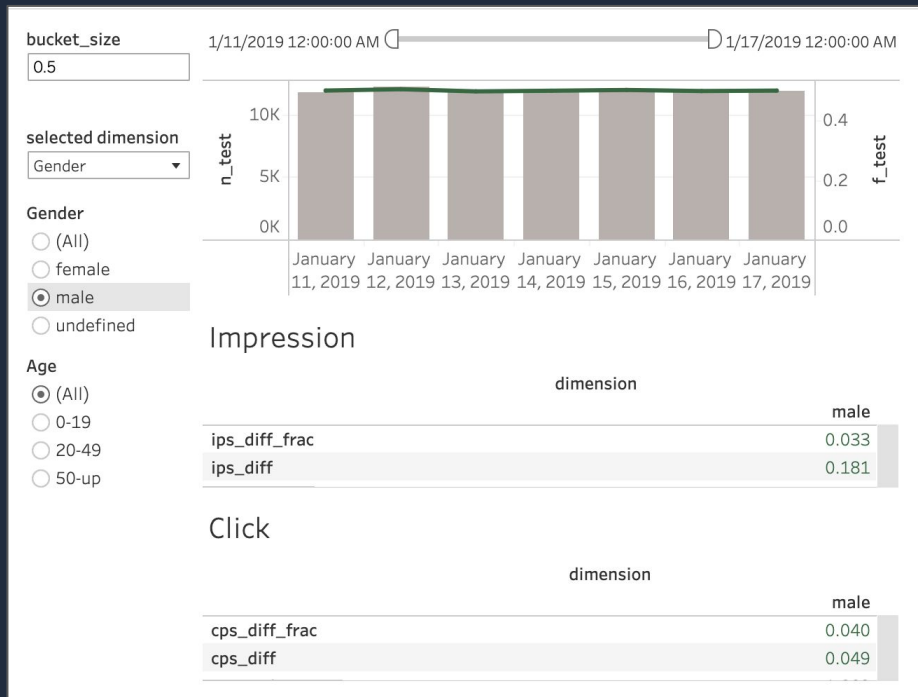 bucket_size
0.5
selected dimension
Gender
Gender
(All)
female
male
undefined
Age
(All)
0-19
20-49
50-up
1/11/2019 12:00:00 AM
1/17/2019 12:00:00 AM
n_test
10K
5K
0K
f_test
0.4
0.2
0.0
January January January January January January January
11, 2019 12, 2019 13, 2019 14, 2019 15, 2019 16, 2019 17, 2019
Impression
dimension
male
ips_diff_frac 0.033
ips_diff 0.181
Click
dimension
male
cps_diff_frac 0.040
cps_diff 0.049